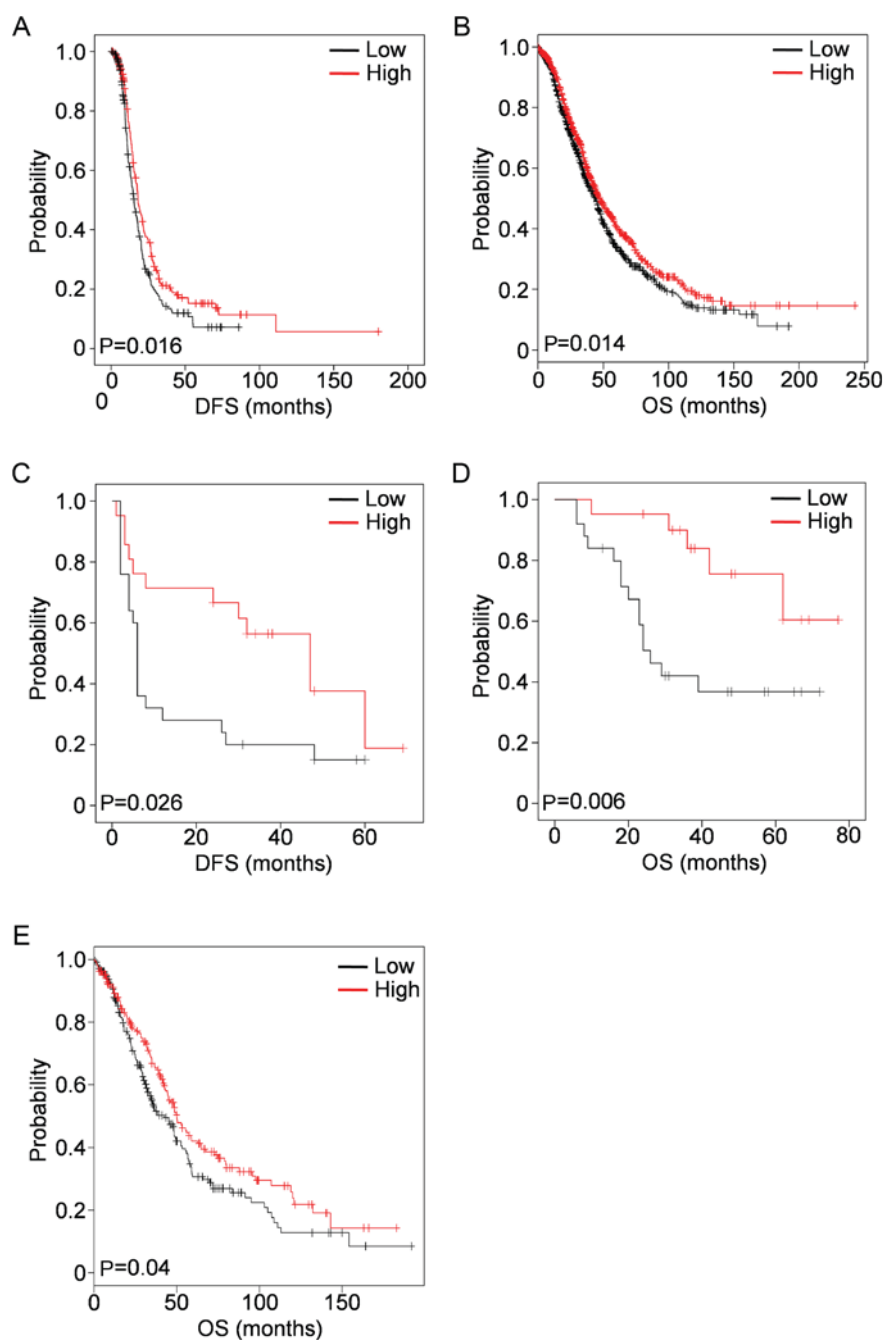 A
1.0
0.8
0.6
0.4
0.2
0
Probability
Low
High
P=0.016
0 50 100 150 200
0
DFS (months)
B
1.0
0.8
0.6
0.4
0.2
0
Probability
Low
High
P=0.014
0 50 100 150 200 250
OS (months)
C
1.0
0.8
0.6
0.4
0.2
0
Probability
Low
High
P=0.026
0 20 40 60
DFS (months)
D
1.0
0.8
0.6
0.4
0.2
0
Probability
Low
High
P=0.006
0 20 40 60 80
OS (months)
E
1.0
0.8
0.6
0.4
0.2
0
Probability
Low
High
P=0.04
0 50 100 150
OS (months)